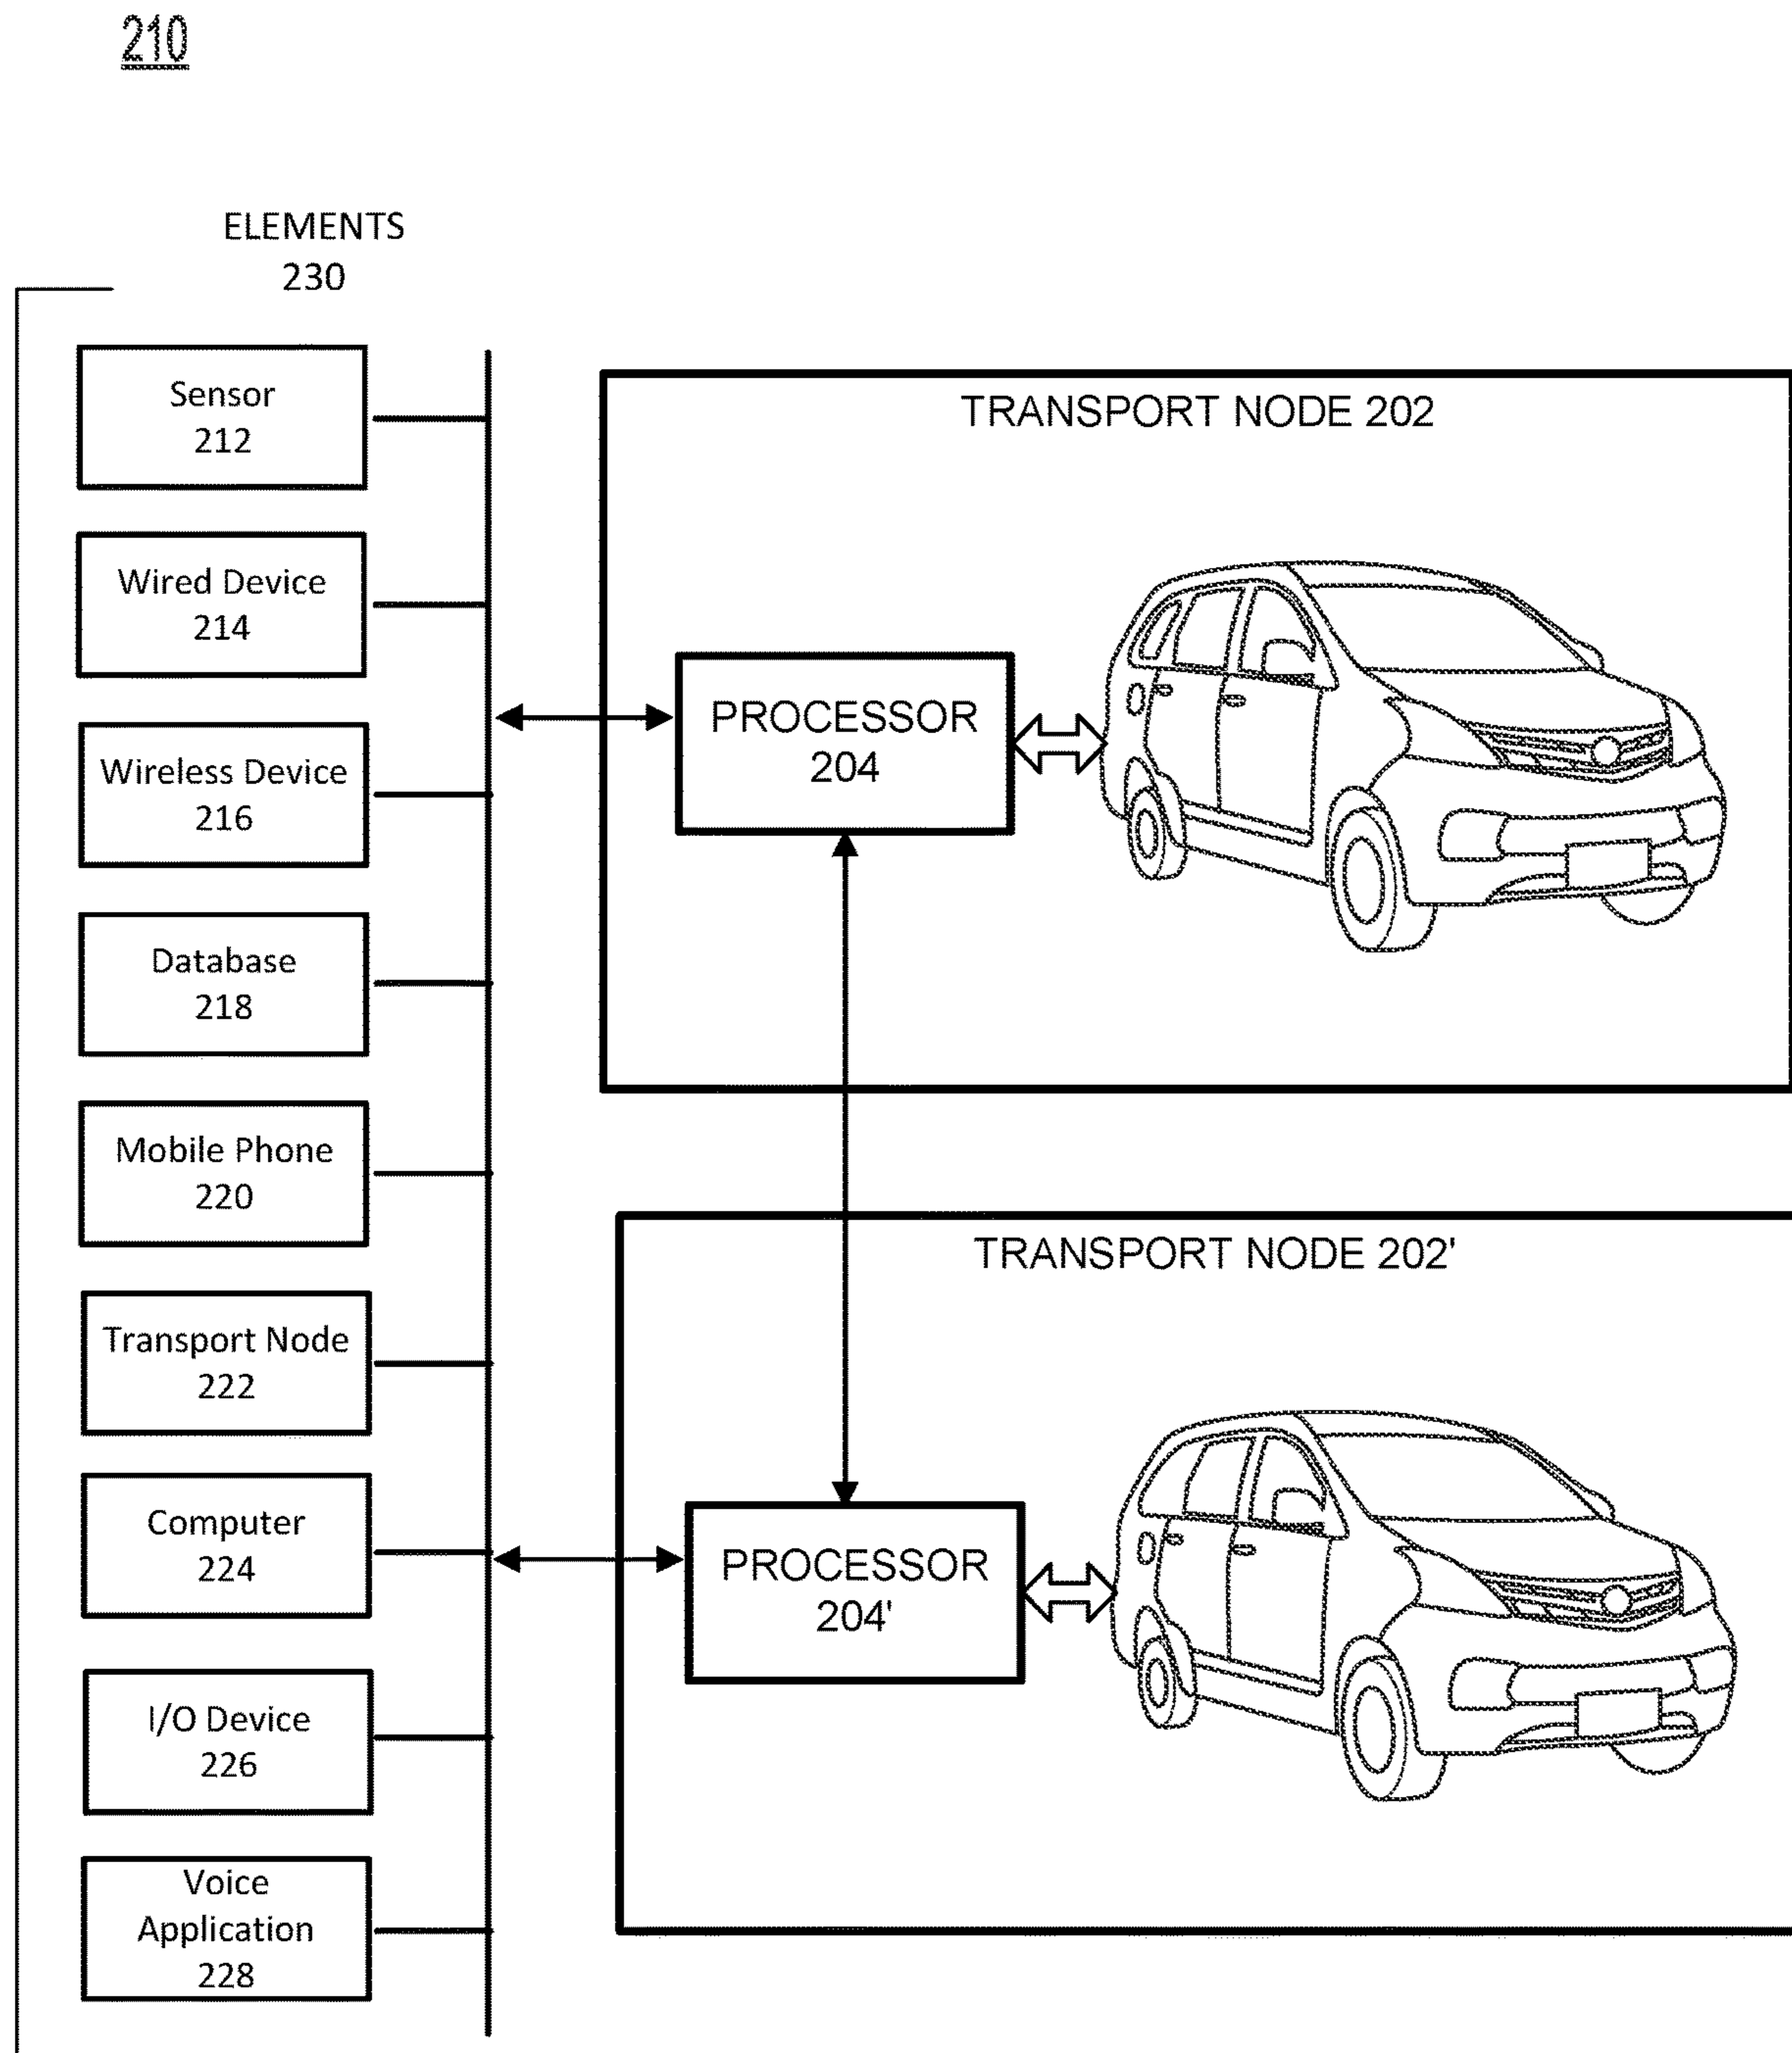 210
ELEMENTS
230
Sensor
212
Wired Device
214
Wireless Device
216
Database
218
Mobile Phone
220
Transport Node
222
Computer
224
I/O Device
226
Voice
Application
228
TRANSPORT NODE 202
PROCESSOR
204
TRANSPORT NODE 202'
PROCESSOR
204'